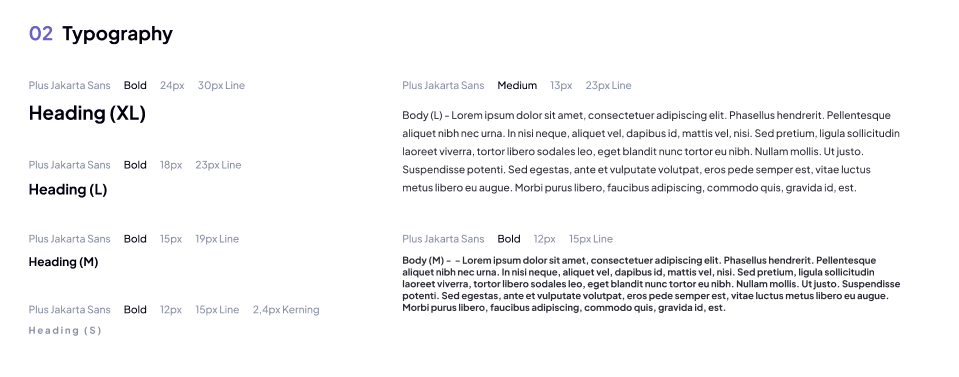 02 Typography
Plus Jakarta Sans Bold 24px 30px Line
Heading (XL)
Plus Jakarta Sans Bold 18px 23px Line
Heading (L)
Plus Jakarta Sans Bold 15px 19px Line
Heading (M)
Plus Jakarta Sans Bold 12px 15px Line 2,4px Kerning
Heading (S)
Plus Jakarta Sans Medium 13px 23px Line
Body (L) - Lorem ipsum dolor sit amet, consectetuer adipiscing elit. Phasellus hendrerit. Pellentesque
aliquet nibh nec urna. In nisi neque, aliquet vel, dapibus id, mattis vel, nisi. Sed pretium, ligula sollicitudin
laoreet viverra, tortor libero sodales leo, eget blandit nunc tortor eu nibh. Nullam mollis. Ut justo.
Suspendisse potenti. Sed egestas, ante et vulputate volutpat, eros pede semper est, vitae luctus
metus libero eu augue. Morbi purus libero, faucibus adipiscing, commodo quis, gravida id, est.
Plus Jakarta Sans Bold 12px 15px Line
Body (M) - - Lorem ipsum dolor sit amet, consectetuer adipiscing elit. Phasellus hendrerit. Pellentesque
aliquet nibh nec urna. In nisi neque, aliquet vel, dapibus id, mattis vel, nisi. Sed pretium, ligula sollicitudin
laoreet viverra, tortor libero sodales leo, eget blandit nunc tortor eu nibh. Nullam mollis. Ut justo. Suspendisse
potenti. Sed egestas, ante et vulputate volutpat, eros pede semper est, vitae luctus metus libero eu augue.
Morbi purus libero, faucibus adipiscing, commodo quis, gravida id, est.